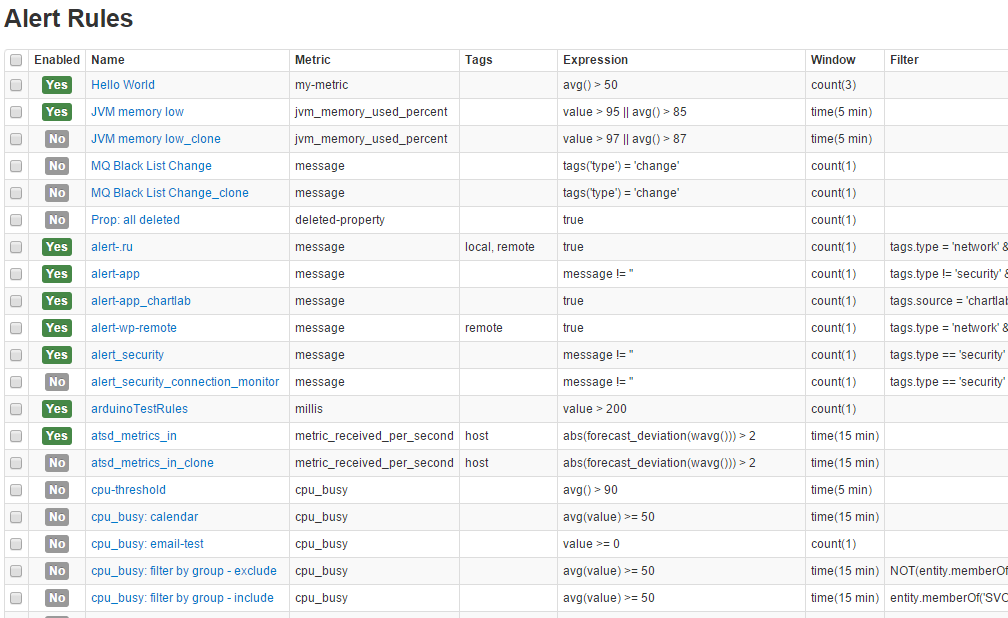 Alert Rules
Enabled Name Metric Tags Expression Window Filter
Yes Hello World my-metric avg() > 50 count(3)
Yes JVM memory low jvm_memory_used_percent value > 95 || avg() > 85 time(5 min)
No JVM memory low_clone jvm_memory_used_percent value > 97 || avg() > 87 time(5 min)
No MQ Black List Change message tags('type') = 'change' count(1)
No MQ Black List Change_clone message tags('type') = 'change' count(1)
No Prop: all deleted deleted-property true count(1)
Yes alert-.ru message local, remote true count(1) tags.type = 'network' &
Yes alert-app message message != '' count(1) tags.type != 'security' &
Yes alert-app_chartlab message true count(1) tags.source = 'chartlab
Yes alert-wp-remote message remote true count(1) tags.type = 'network' &
Yes alert_security message message != '' count(1) tags.type == 'security'
No alert_security_connection_monitor message message != '' count(1) tags.type == 'security'
Yes arduinoTestRules millis value > 200 count(1)
Yes atsd_metrics_in metric_received_per_second host abs(forecast_deviation(wavg())) > 2 time(15 min)
No atsd_metrics_in_clone metric_received_per_second host abs(forecast_deviation(wavg())) > 2 time(15 min)
No cpu-threshold cpu_busy avg() > 90 time(5 min)
No cpu_busy: calendar cpu_busy avg(value) >= 50 time(15 min)
No cpu_busy: email-test cpu_busy value >= 0 count(1)
No cpu_busy: filter by group - exclude cpu_busy avg(value) >= 50 time(15 min) NOT(entity.memberOf
No cpu_busy: filter by group - include cpu_busy avg(value) >= 50 time(15 min) entity.memberOf('SVC